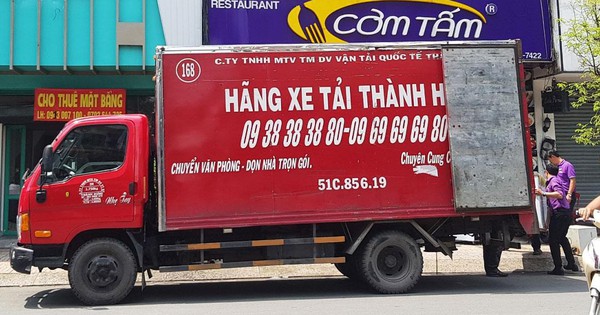 RESTAURANT
CƠM TẤM
®
7422
CHO THUÊ MẶT BẰNG
168
C.TY TNHH MTV TM DV VẬN TẢI QUỐC TẾ
HÃNG XE TẢI THÀNH H
09 38 38 38 80-09 69 69 69 80
CHUYỂN VĂN PHÒNG - DỌN NHÀ TRỌN GÓI.
Chuyên Cung
51C.856.19